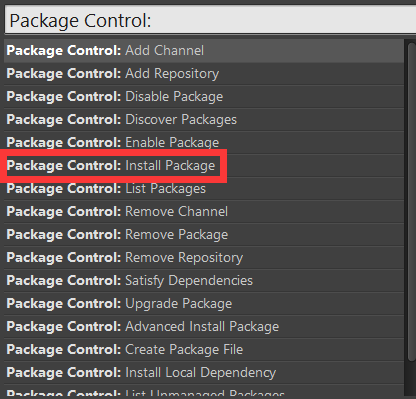 Package Control:
Package Control: Add Channel
Package Control: Add Repository
Package Control: Disable Package
Package Control: Discover Packages
Package Control: Enable Package
Package Control: Install Package
Package Control: List Packages
Package Control: Remove Channel
Package Control: Remove Package
Package Control: Remove Repository
Package Control: Satisfy Dependencies
Package Control: Upgrade Package
Package Control: Advanced Install Package
Package Control: Create Package File
Package Control: Install Local Dependency
Package Control: List Unmanaged Packages